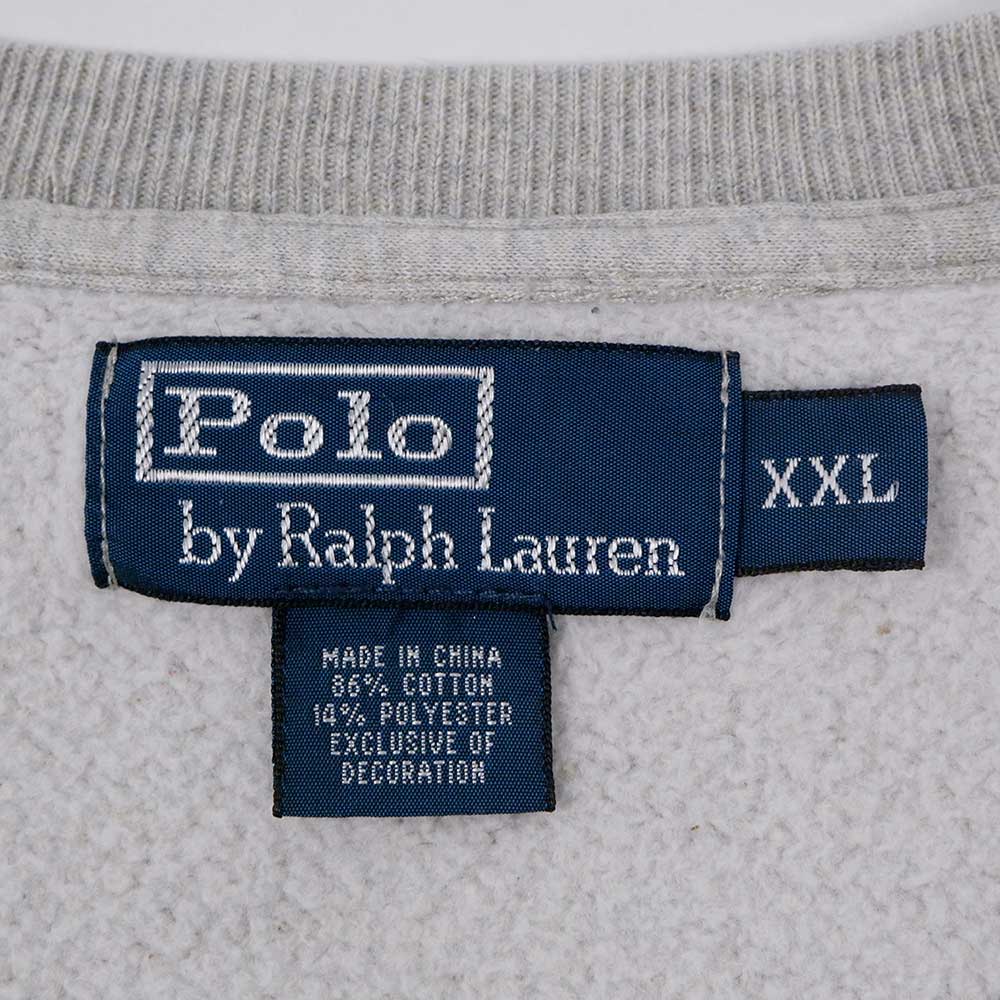 Polo
by Ralph Lauren
XXL
MADE IN CHINA
86% COTTON
14% POLYESTER
EXCLUSIVE OF
DECORATION